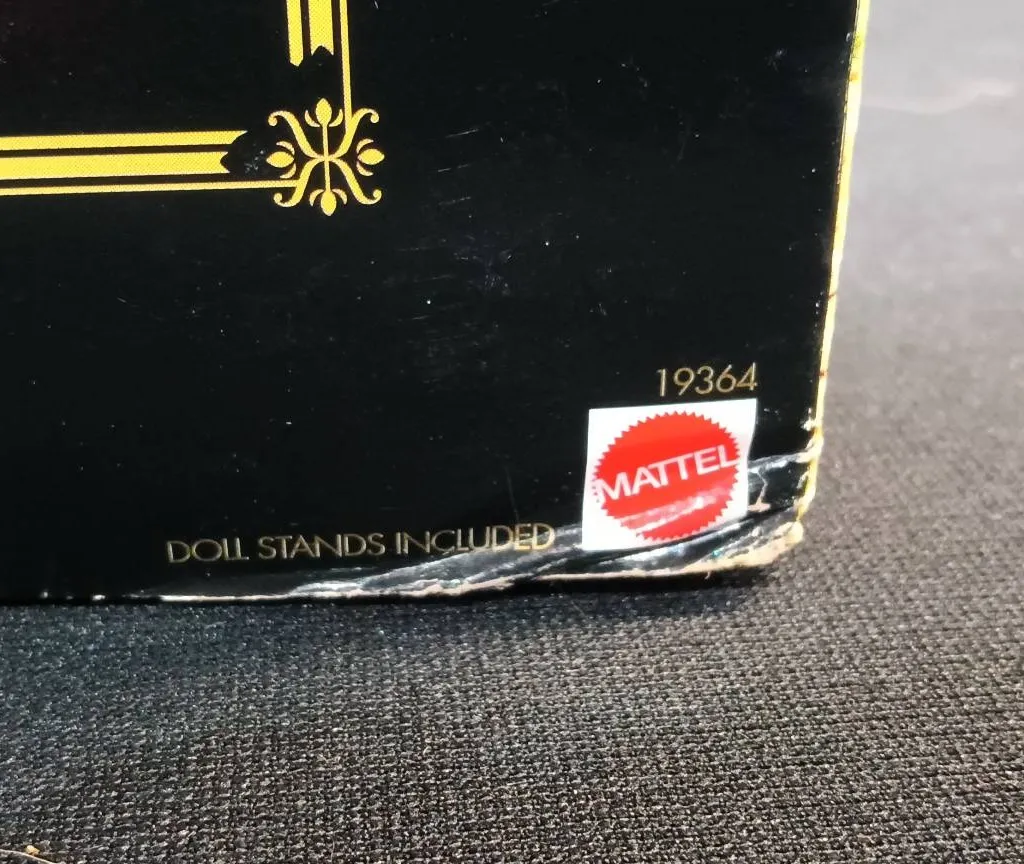 19364
MATTEL
DOLL STANDS INCLUDED